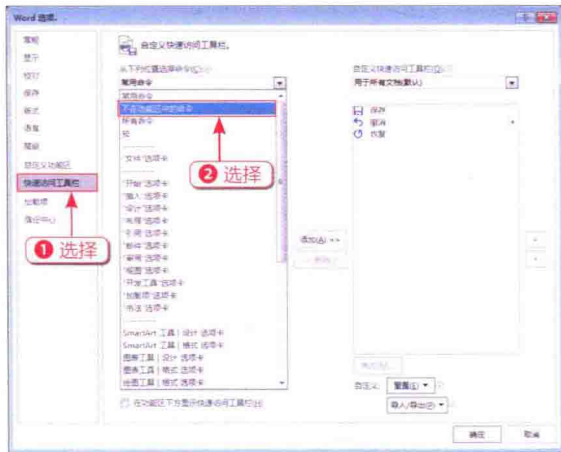 Word 选项
常规
显示
校对
保存
版式
语言
高级
自定义功能区
快速访问工具栏
加载项
信任中心
自定义快速访问工具栏。
从下列位置选择命令(C):
常用命令
常用命令
不在功能区中的命令
所有命令
宏
"文件"选项卡
"开始"选项卡
"插入"选项卡
"设计"选项卡
"布局"选项卡
"引用"选项卡
"邮件"选项卡
"审阅"选项卡
"视图"选项卡
"开发工具"选项卡
"加载项"选项卡
"书法"选项卡
SmartArt 工具 | 设计 选项卡
SmartArt 工具 | 格式 选项卡
图表工具 | 设计 选项卡
图表工具 | 格式 选项卡
绘图工具 | 格式 选项卡
在功能区下方显示快速访问工具栏(H)
添加(A) >>
自定义快速访问工具栏(Q):
用于所有文档(默认)
保存
撤消
恢复
自定义:
重置(E)
导入/导出(P)
确定
取消
1 选择
2 选择